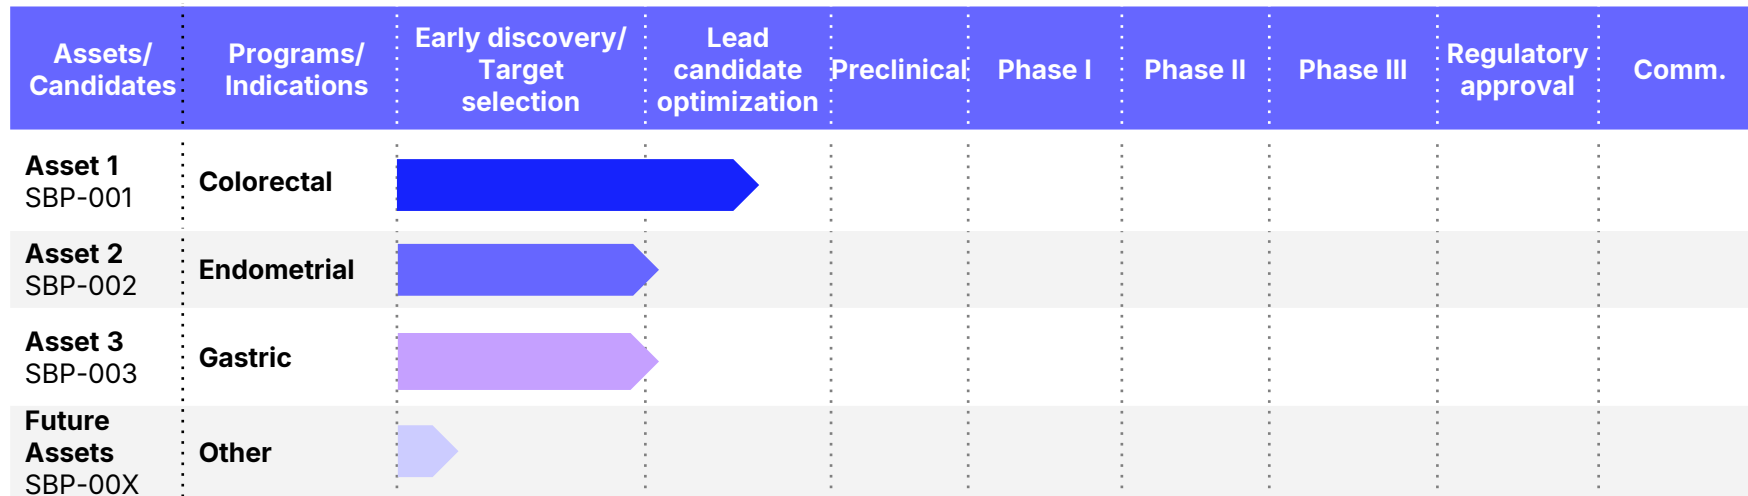 Assets/
Candidates
Programs/
Indications
Early discovery/
Target
selection
Lead
candidate
optimization
Preclinical
Phase I
Phase II
Phase III
Regulatory
approval
Comm.
Asset 1
SBP-001
Colorectal
Asset 2
SBP-002
Endometrial
Asset 3
SBP-003
Gastric
Future
Assets
SBP-00X
Other